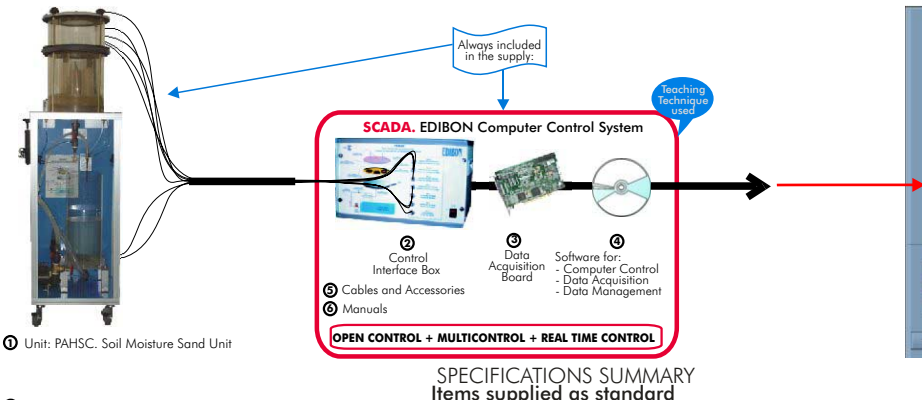 Always included
in the supply:
Teaching
Technique
used
SCADA. EDIBON Computer Control System
EDIBON
② Control
Interface Box
③ Data
Acquisition
Board
④ Software for:
- Computer Control
- Data Acquisition
- Data Management
⑤ Cables and Accessories
⑥ Manuals
OPEN CONTROL + MULTICONTROL + REAL TIME CONTROL
① Unit: PAHSC. Soil Moisture Sand Unit
SPECIFICATIONS SUMMARY
Items supplied as standard